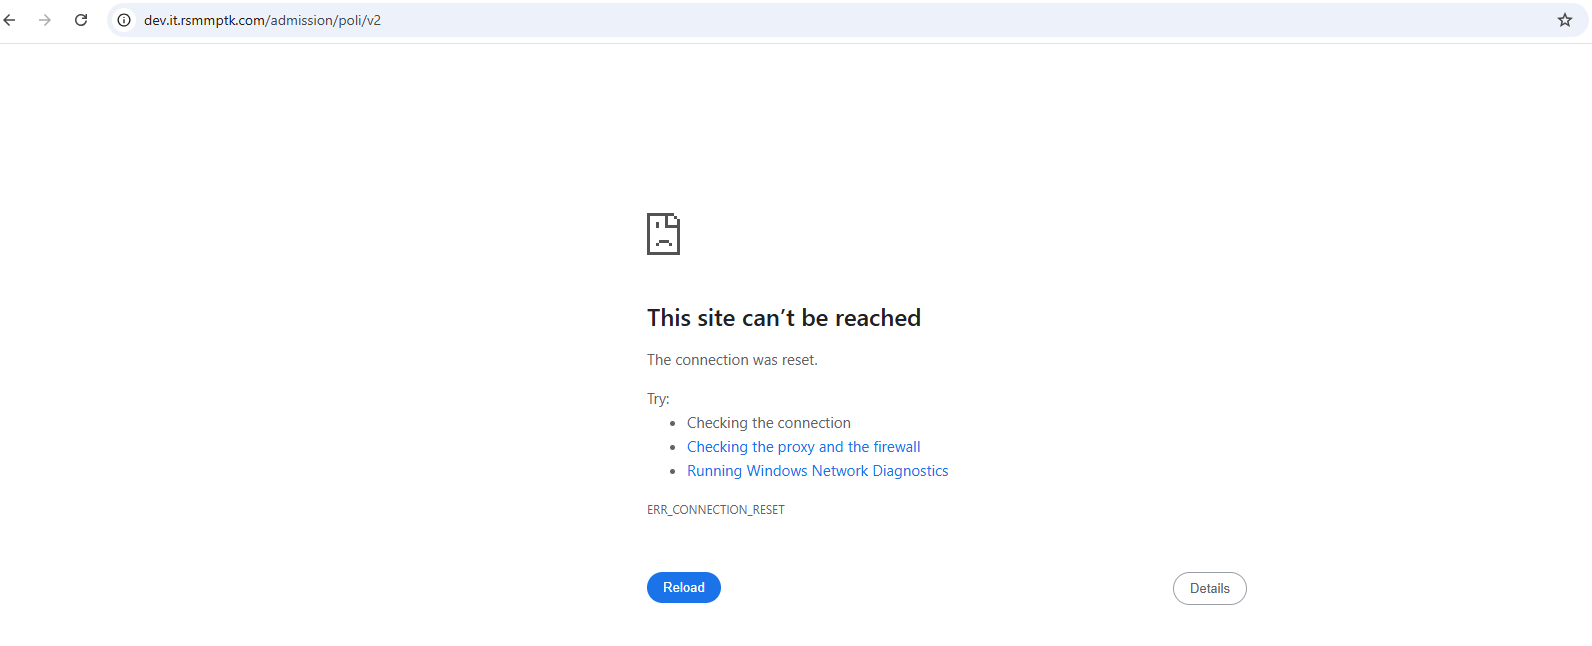 dev.it.rsmmptk.com/admission/poli/v2
This site can’t be reached
The connection was reset.
Try:
• Checking the connection
• Checking the proxy and the firewall
• Running Windows Network Diagnostics
ERR_CONNECTION_RESET
Reload
Details